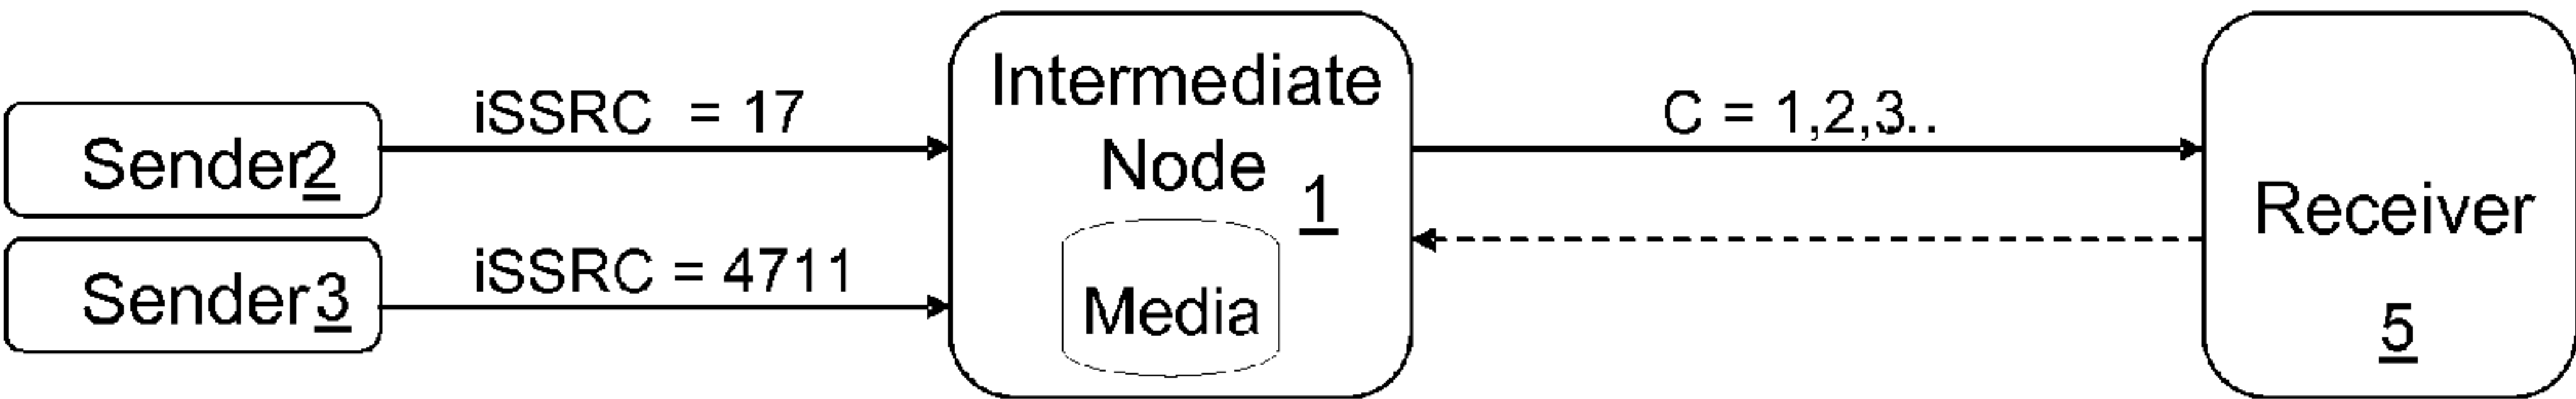 Sender2
iSSRC = 17
Sender3
iSSRC = 4711
Intermediate
Node
1
Media
C = 1,2,3..
Receiver
5